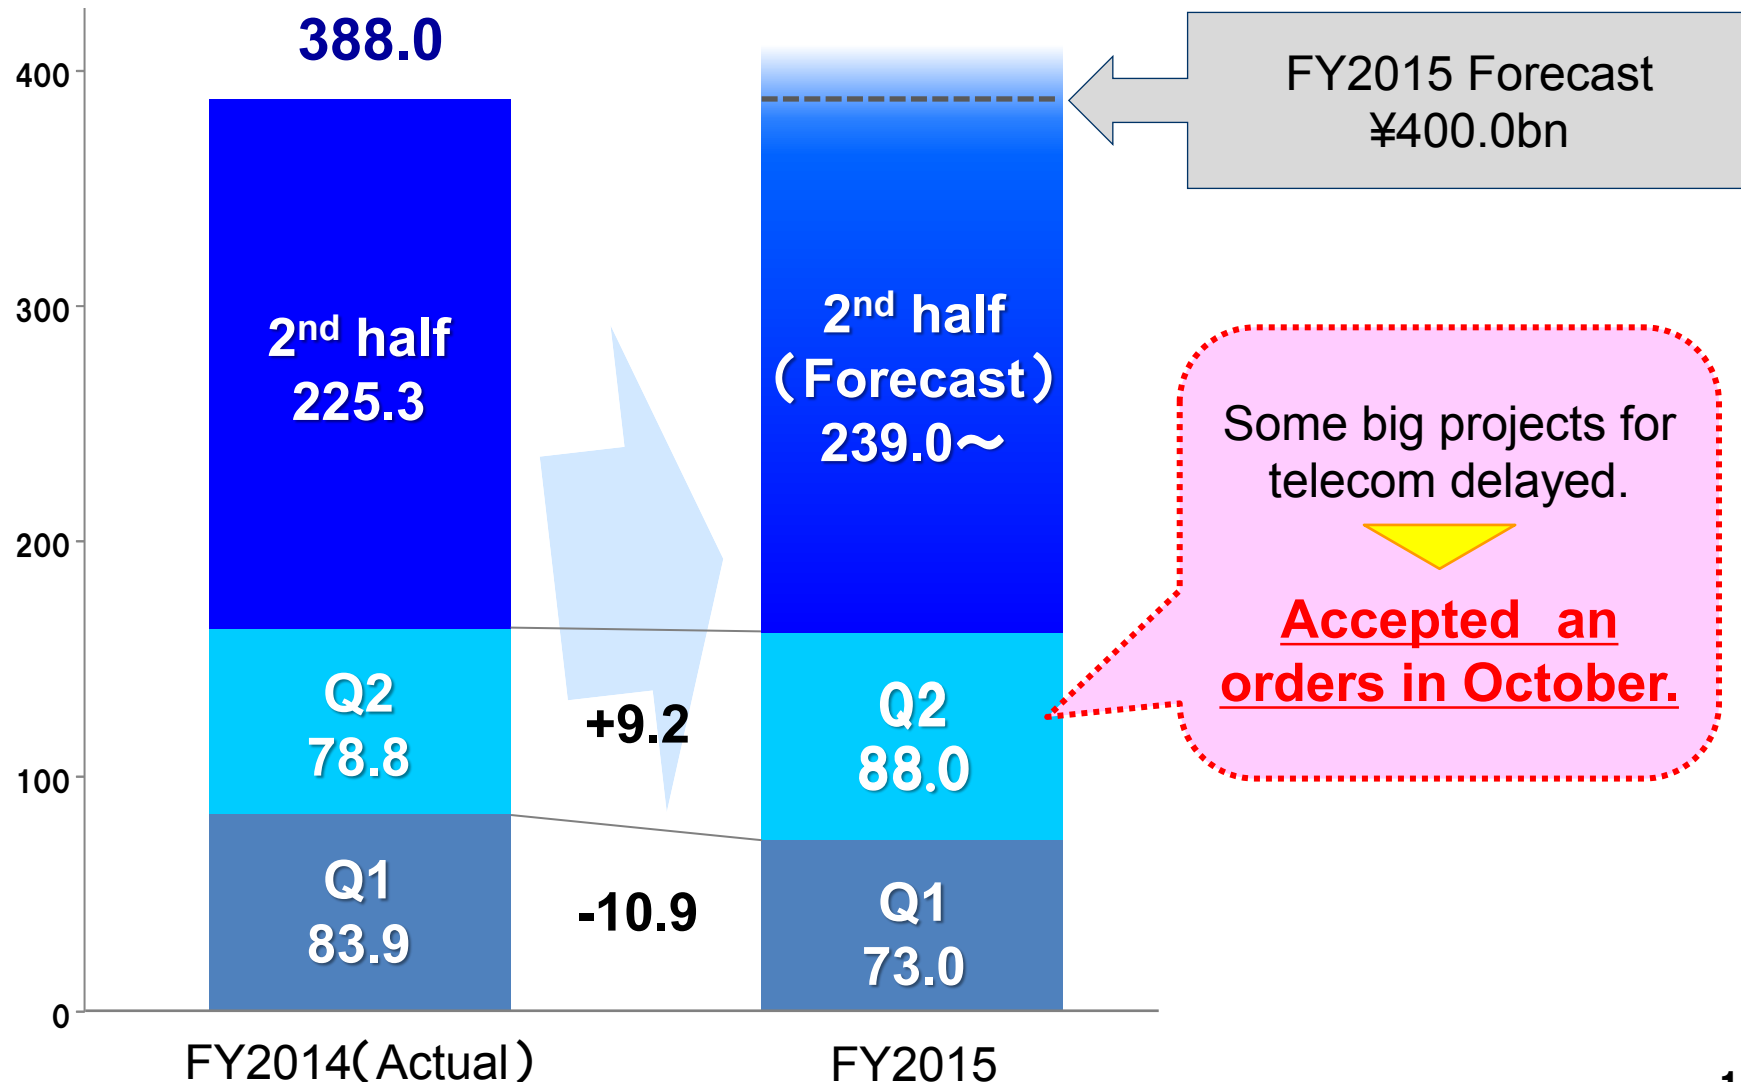 388.0
FY2015 Forecast
¥400.0bn
400
300
200
100
0
2nd half
225.3
2nd half
（Forecast）
239.0～
Some big projects for
telecom delayed.
Accepted an
orders in October.
Q2
78.8
+9.2
Q2
88.0
Q1
83.9
-10.9
Q1
73.0
FY2014（Actual）
FY2015